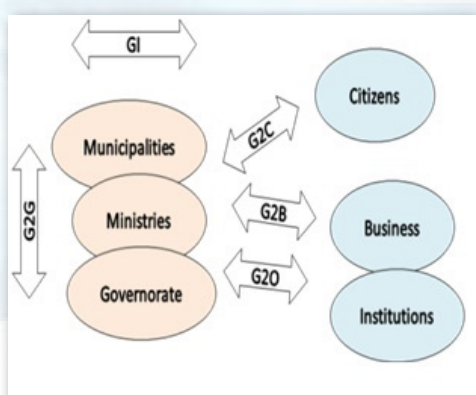 GI
Citizens
Municipalities
G2C
G2G
Ministries
G2B
Business
Governorate
G2O
Institutions